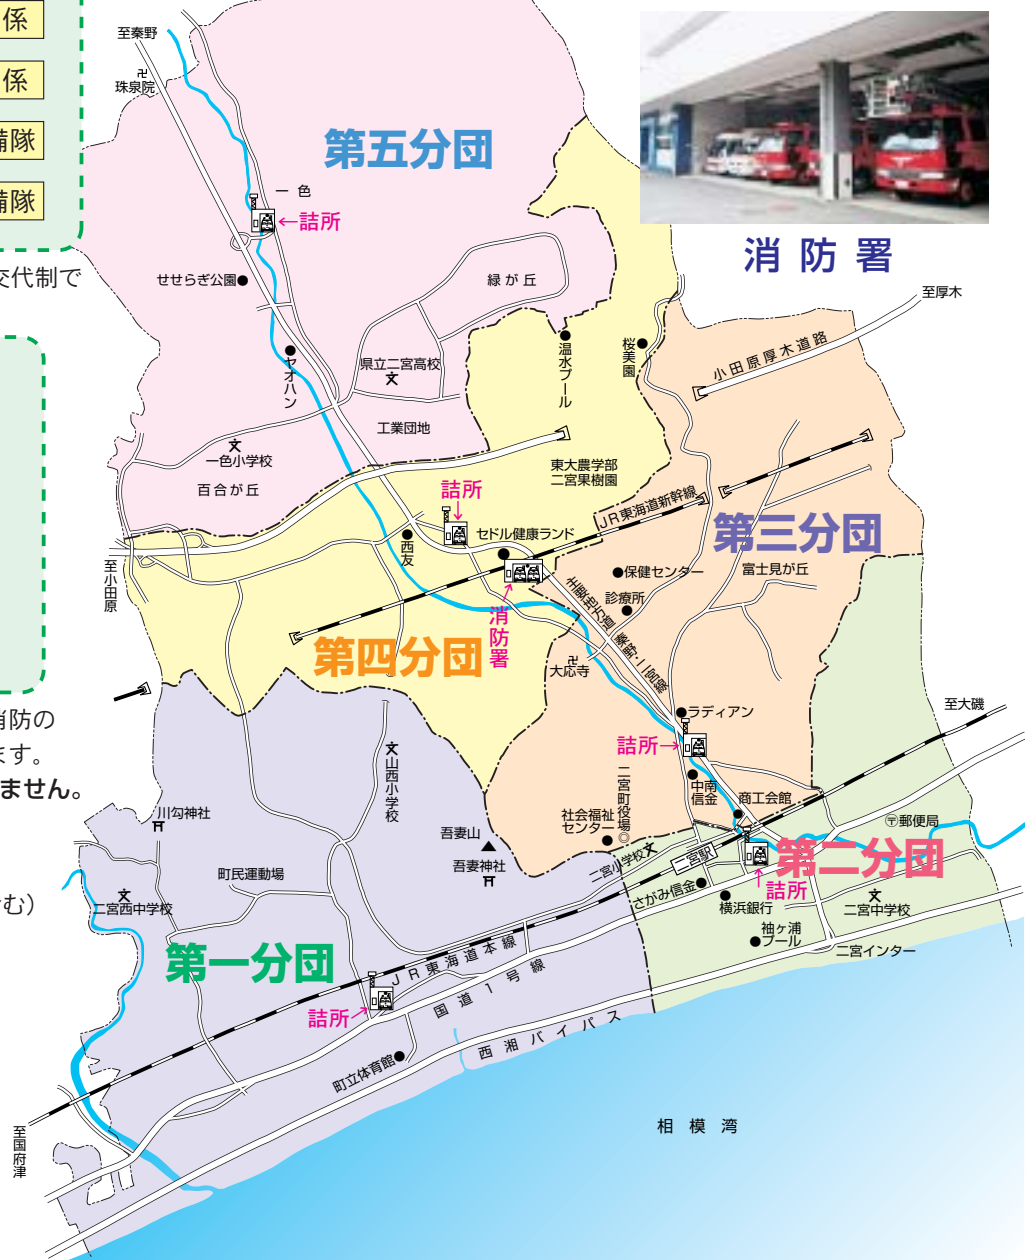 係
係
備隊
備隊
交代制で
消防の
ます。
ません。
含む）
至秦野
珠泉院
第五分団
一色
←詰所
せせらぎ公園
緑が丘
ヤオハン
県立二宮高校
工業団地
一色小学校
百合が丘
温水プール
桜美園
消防署
至厚木
小田原厚木道路
東大農学部
二宮果樹園
詰所
↓
セドル健康ランド
西友
JR東海道新幹線
第三分団
保健センター
富士見が丘
診療所
主要地方道 秦野・二宮線
至小田原
第四分団
消防署
大応寺
ラディアン
詰所→
至大磯
二宮町役場
中南信金
商工会館
社会福祉
センター
山西小学校
川勾神社
吾妻山
吾妻神社
町民運動場
二宮西中学校
二宮小学校
二宮駅
〒郵便局
第二分団
詰所
さがみ信金
横浜銀行
二宮中学校
袖ヶ浦
プール
二宮インター
第一分団
JR東海道本線
詰所
国道1号線
西湘バイパス
町立体育館
相模湾
至国府津